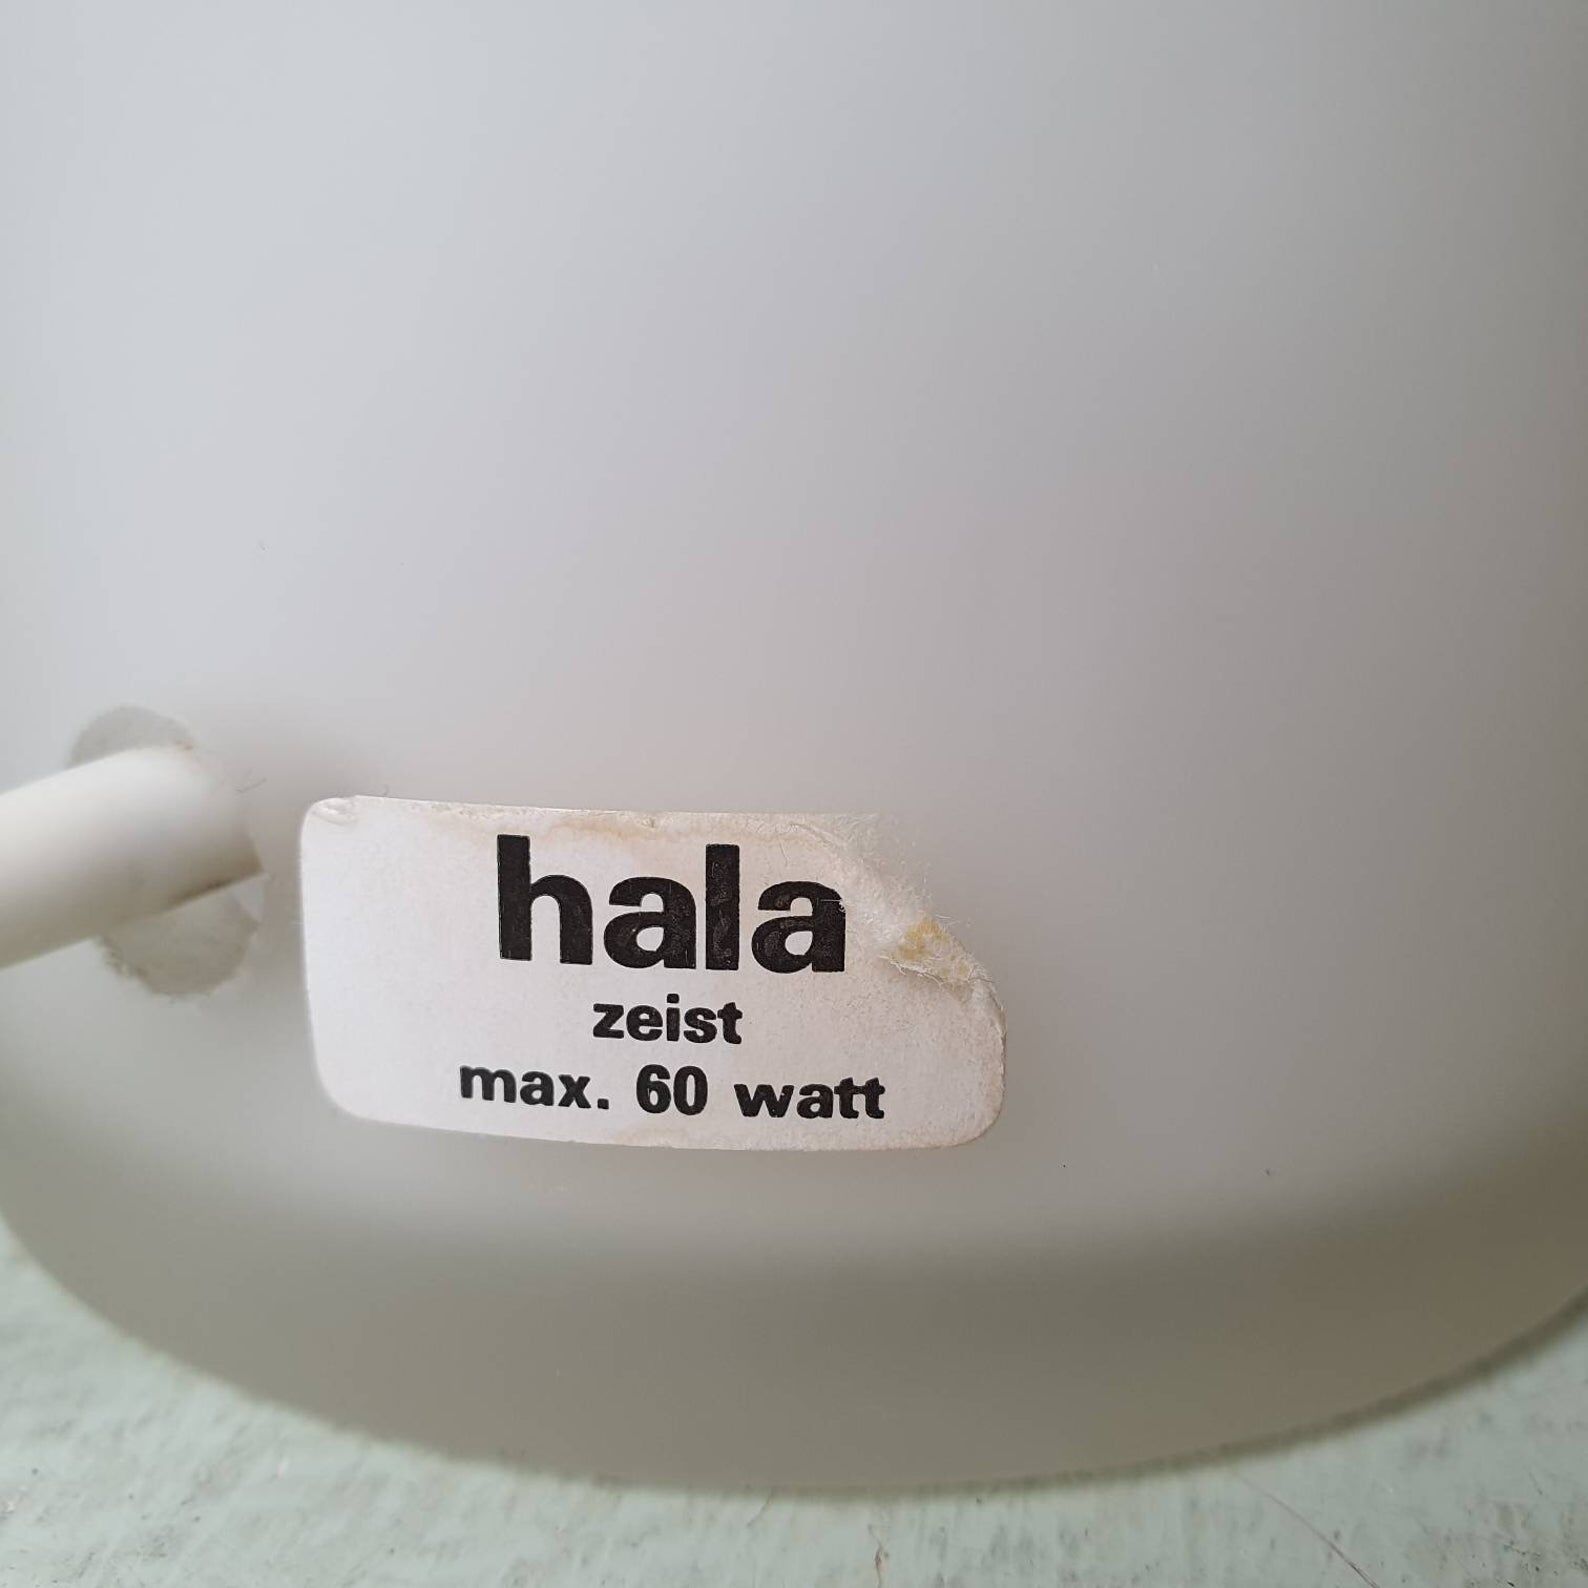 hala
zeist
max. 60 watt